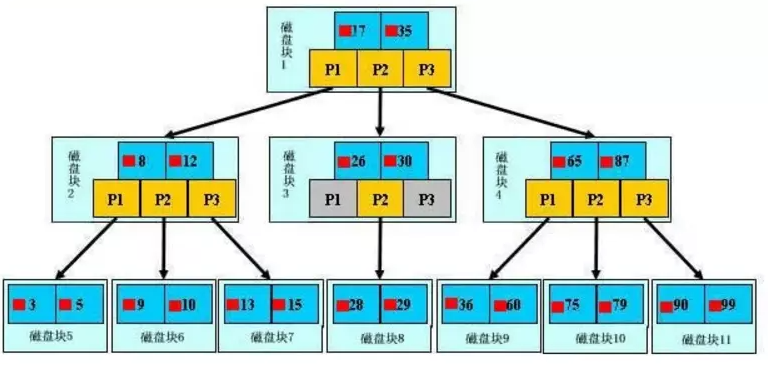 磁盘块1
17 35
P1 P2 P3
磁盘块2
8 12
P1 P2 P3
磁盘块3
26 30
P1 P2 P3
磁盘块4
65 87
P1 P2 P3
3 5
磁盘块5
9 10
磁盘块6
13 15
磁盘块7
28 29
磁盘块8
36 60
磁盘块9
75 79
磁盘块10
90 99
磁盘块11